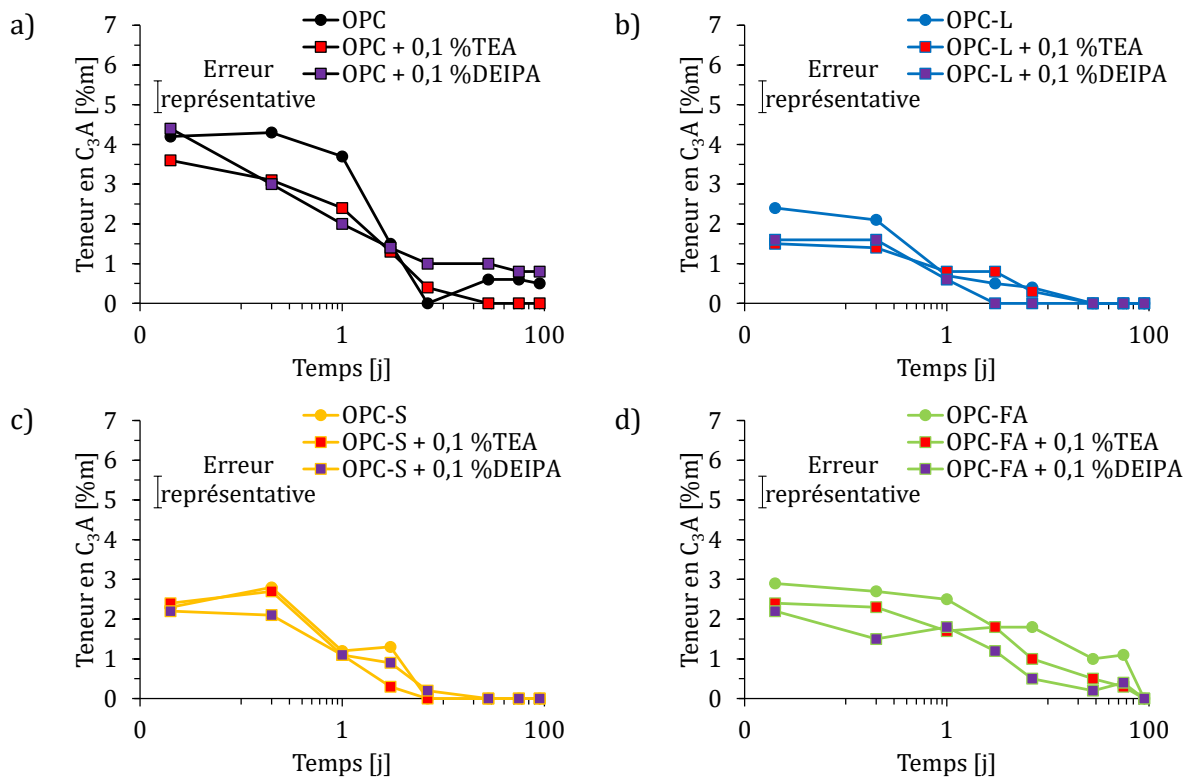 a)
OPC
OPC + 0,1 %TEA
OPC + 0,1 %DEIPA
Erreur
représentative
Teneur en C₃A [%m]
7
6
5
4
3
2
1
0
0 1 100
Temps [j]
b)
OPC-L
OPC-L + 0,1 %TEA
OPC-L + 0,1 %DEIPA
Erreur
représentative
Teneur en C₃A [%m]
7
6
5
4
3
2
1
0
0 1 100
Temps [j]
c)
OPC-S
OPC-S + 0,1 %TEA
OPC-S + 0,1 %DEIPA
Erreur
représentative
Teneur en C₃A [%m]
7
6
5
4
3
2
1
0
0 1 100
Temps [j]
d)
OPC-FA
OPC-FA + 0,1 %TEA
OPC-FA + 0,1 %DEIPA
Erreur
représentative
Teneur en C₃A [%m]
7
6
5
4
3
2
1
0
0 1 100
Temps [j]